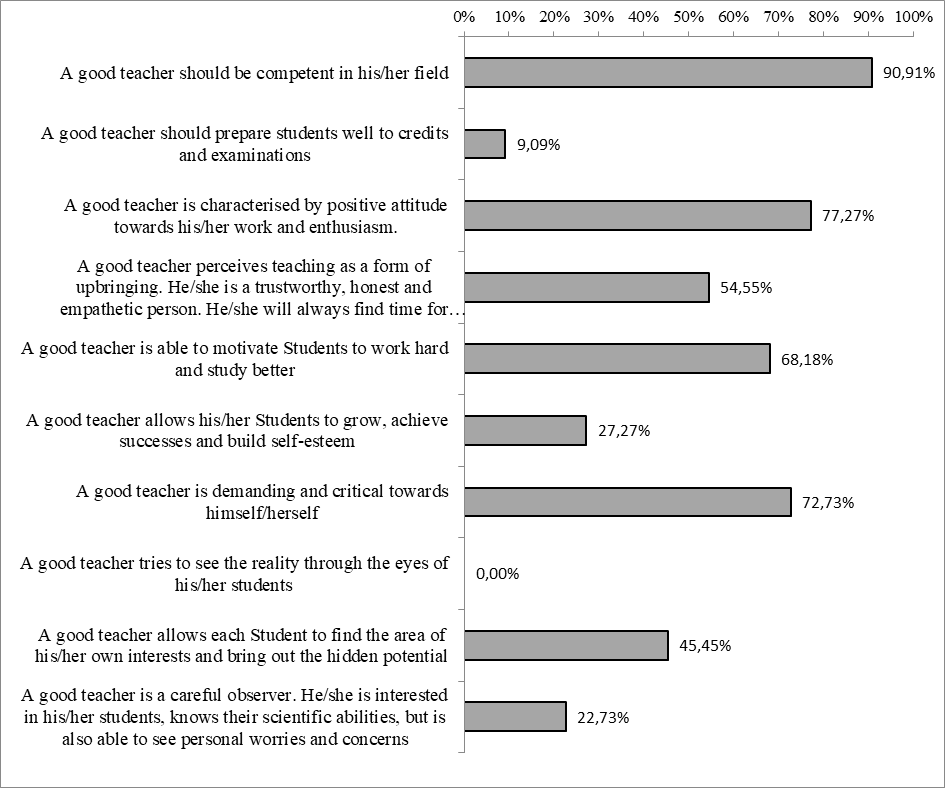 0% 10% 20% 30% 40% 50% 60% 70% 80% 90% 100%
A good teacher should be competent in his/her field
90,91%
A good teacher should prepare students well to credits
and examinations
9,09%
A good teacher is characterised by positive attitude
towards his/her work and enthusiasm.
77,27%
A good teacher perceives teaching as a form of
upbringing. He/she is a trustworthy, honest and
empathetic person. He/she will always find time for…
54,55%
A good teacher is able to motivate Students to work hard
and study better
68,18%
A good teacher allows his/her Students to grow, achieve
successes and build self-esteem
27,27%
A good teacher is demanding and critical towards
himself/herself
72,73%
A good teacher tries to see the reality through the eyes of
his/her students
0,00%
A good teacher allows each Student to find the area of
his/her own interests and bring out the hidden potential
45,45%
A good teacher is a careful observer. He/she is interested
in his/her students, knows their scientific abilities, but is
also able to see personal worries and concerns
22,73%